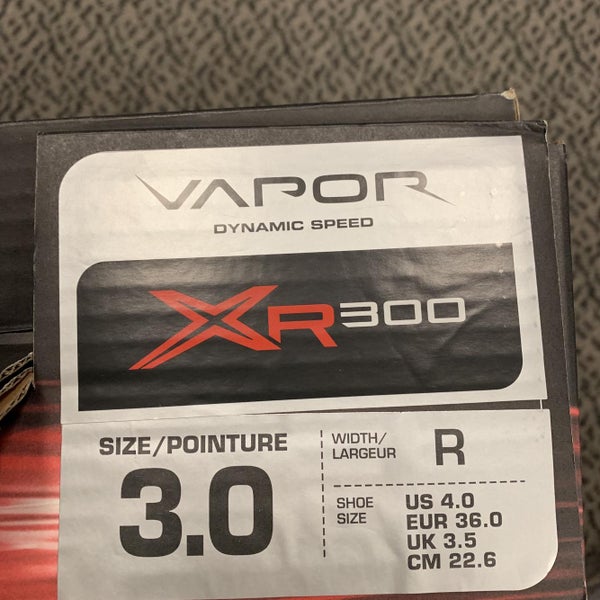 VAPOR
DYNAMIC SPEED
XR300
SIZE/POINTURE
3.0
WIDTH/
LARGEUR
R
SHOE
SIZE
US 4.0
EUR 36.0
UK 3.5
CM 22.6